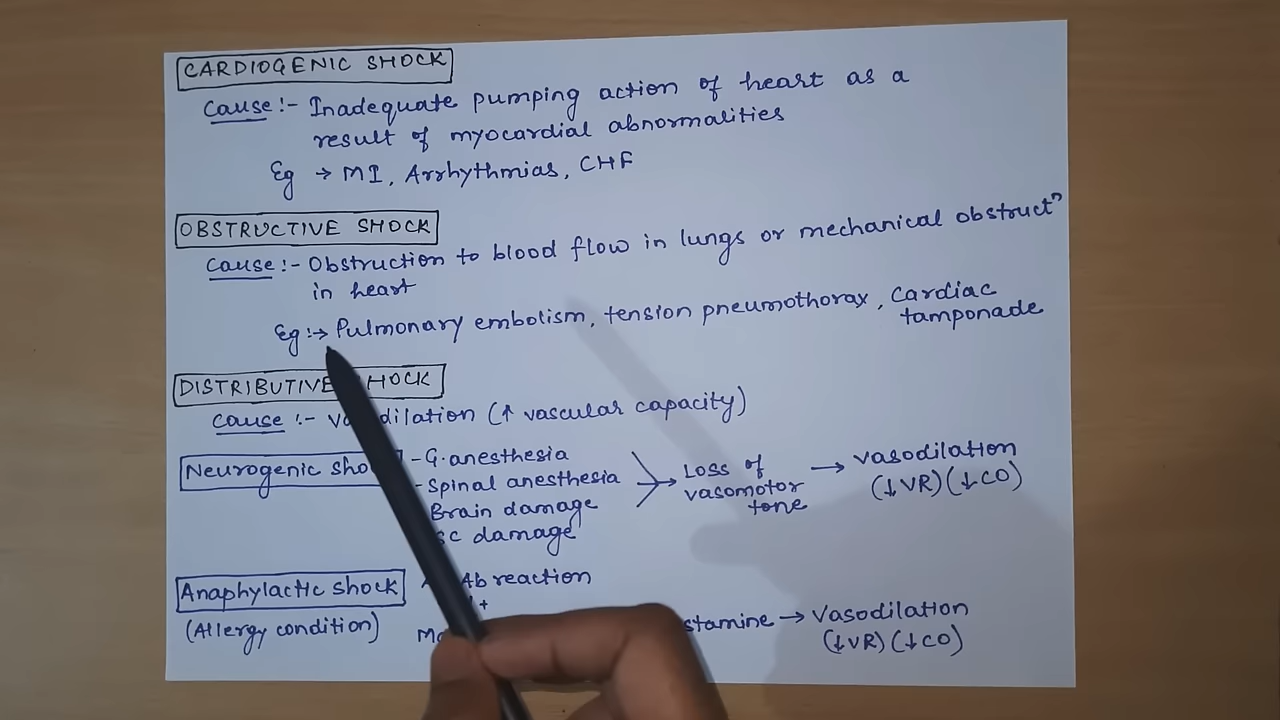 CARDIOGENIC SHOCK
Cause :- Inadequate pumping action of heart as a
result of myocardial abnormalities
Eg → MI, Arrhythmias, CHF
OBSTRUCTIVE SHOCK
Cause :- Obstruction to blood flow in lungs or mechanical obstructⁿ
in heart
Eg :→ Pulmonary embolism, tension pneumothorax, Cardiac
tamponade
DISTRIBUTIVE SHOCK
Cause :- (↑ vascular capacity)
Neurogenic - G. anesthesia
- Spinal anesthesia
Brain damage
damage
→ Loss of
vasomotor
tone
→ vasodilation
(↓VR) (↓CO)
Anaphylactic shock
(Allergy condition)
Ab reaction
→ Vasodilation
(↓VR) (↓CO)